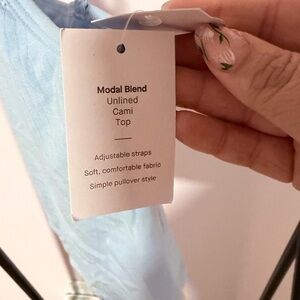 Modal Blend
Unlined
Cami
Top
Adjustable straps
Soft, comfortable fabric
Simple pullover style